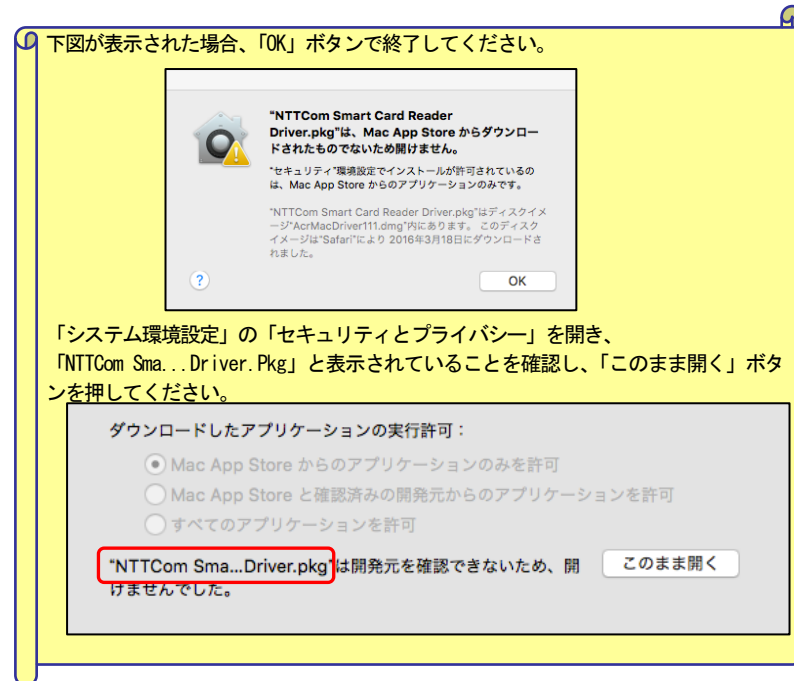 下図が表示された場合、「OK」ボタンで終了してください。
“NTTCom Smart Card Reader
Driver.pkg”は、Mac App Store からダウンロー
ドされたものでないため開けません。
“セキュリティ”環境設定でインストールが許可されているの
は、Mac App Store からのアプリケーションのみです。
“NTTCom Smart Card Reader Driver.pkg”はディスクイメ
ージ“AcrMacDriver111.dmg”内にあります。このディスク
イメージは“Safari”により 2016年3月18日にダウンロードさ
れました。
?
OK
「システム環境設定」の「セキュリティとプライバシー」を開き、
「NTTCom Sma...Driver.Pkg」と表示されていることを確認し、「このまま開く」ボタ
ンを押してください。
ダウンロードしたアプリケーションの実行許可：
Mac App Store からのアプリケーションのみを許可
Mac App Store と確認済みの開発元からのアプリケーションを許可
すべてのアプリケーションを許可
“NTTCom Sma...Driver.pkg”は開発元を確認できないため、開
けませんでした。
このまま開く